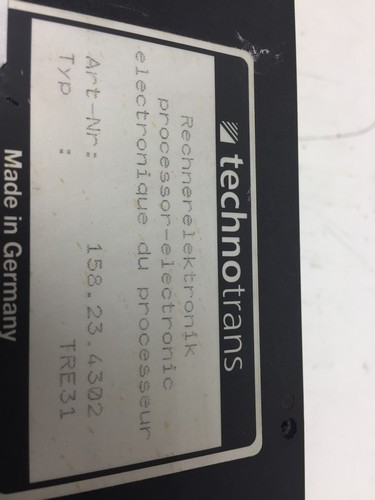 technotrans
Rechnerelektronik
processor-electronic
electronique du processeur
Art-Nr: 158.23.4302
Typ : TRE31
Made in Germany